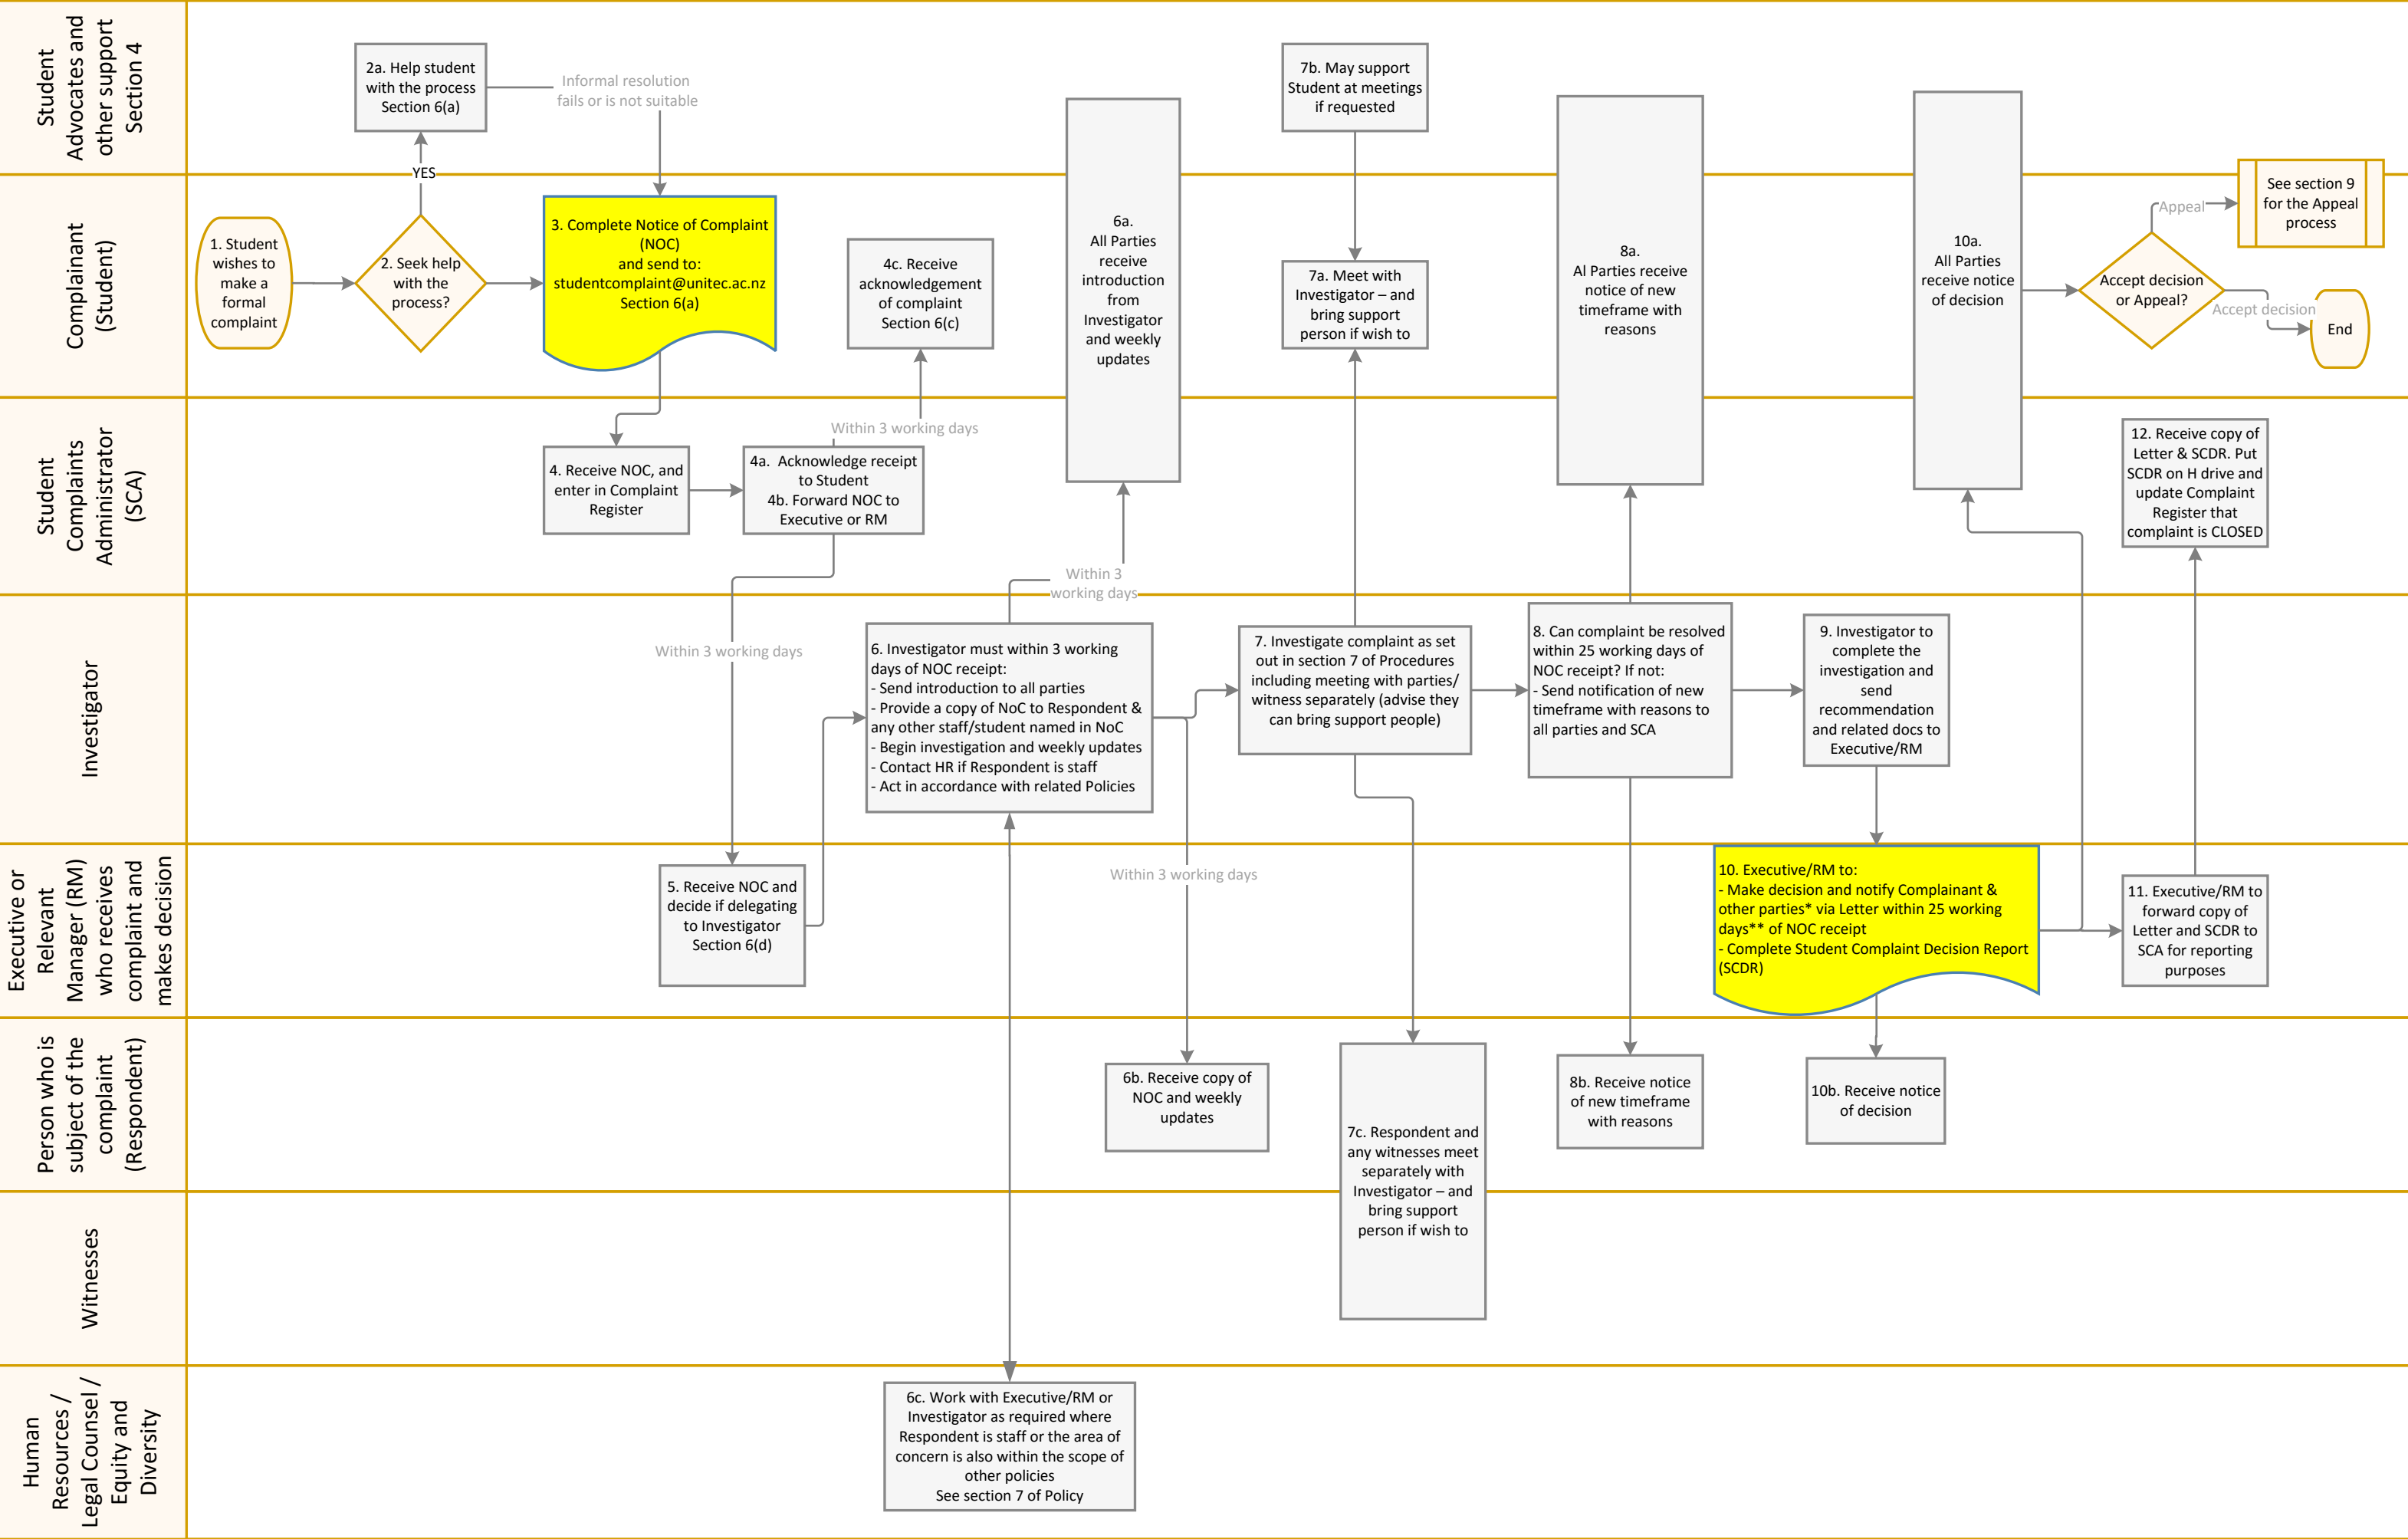 Student
Advocates and
other support
Section 4
2a. Help student
with the process
Section 6(a)
Informal resolution
fails or is not suitable
YES
7b. May support
Student at meetings
if requested
Complainant
(Student)
1. Student
wishes to
make a
formal
complaint
2. Seek help
with the
process?
3. Complete Notice of Complaint
(NOC)
and send to:
studentcomplaint@unitec.ac.nz
Section 6(a)
4c. Receive
acknowledgement
of complaint
Section 6(c)
6a.
All Parties
receive
introduction
from
Investigator
and weekly
updates
7a. Meet with
Investigator – and
bring support
person if wish to
8a.
Al Parties receive
notice of new
timeframe with
reasons
10a.
All Parties
receive notice
of decision
Accept decision
or Appeal?
Appeal
See section 9
for the Appeal
process
Accept decision
End
Student
Complaints
Administrator
(SCA)
4. Receive NOC, and
enter in Complaint
Register
4a. Acknowledge receipt
to Student
4b. Forward NOC to
Executive or RM
Within 3 working days
Within 3
working days
12. Receive copy of
Letter & SCDR. Put
SCDR on H drive and
update Complaint
Register that
complaint is CLOSED
Investigator
Within 3 working days
6. Investigator must within 3 working
days of NOC receipt:
- Send introduction to all parties
- Provide a copy of NoC to Respondent &
any other staff/student named in NoC
- Begin investigation and weekly updates
- Contact HR if Respondent is staff
- Act in accordance with related Policies
7. Investigate complaint as set
out in section 7 of Procedures
including meeting with parties/
witness separately (advise they
can bring support people)
8. Can complaint be resolved
within 25 working days of
NOC receipt? If not:
- Send notification of new
timeframe with reasons to
all parties and SCA
9. Investigator to
complete the
investigation and
send
recommendation
and related docs to
Executive/RM
Executive or
Relevant
Manager (RM)
who receives
complaint and
makes decision
5. Receive NOC and
decide if delegating
to Investigator
Section 6(d)
Within 3 working days
10. Executive/RM to:
- Make decision and notify Complainant &
other parties* via Letter within 25 working
days** of NOC receipt
- Complete Student Complaint Decision Report
(SCDR)
11. Executive/RM to
forward copy of
Letter and SCDR to
SCA for reporting
purposes
Person who is
subject of the
complaint
(Respondent)
6b. Receive copy of
NOC and weekly
updates
7c. Respondent and
any witnesses meet
separately with
Investigator – and
bring support
person if wish to
8b. Receive notice
of new timeframe
with reasons
10b. Receive notice
of decision
Witnesses
Human
Resources /
Legal Counsel /
Equity and
Diversity
6c. Work with Executive/RM or
Investigator as required where
Respondent is staff or the area of
concern is also within the scope of
other policies
See section 7 of Policy